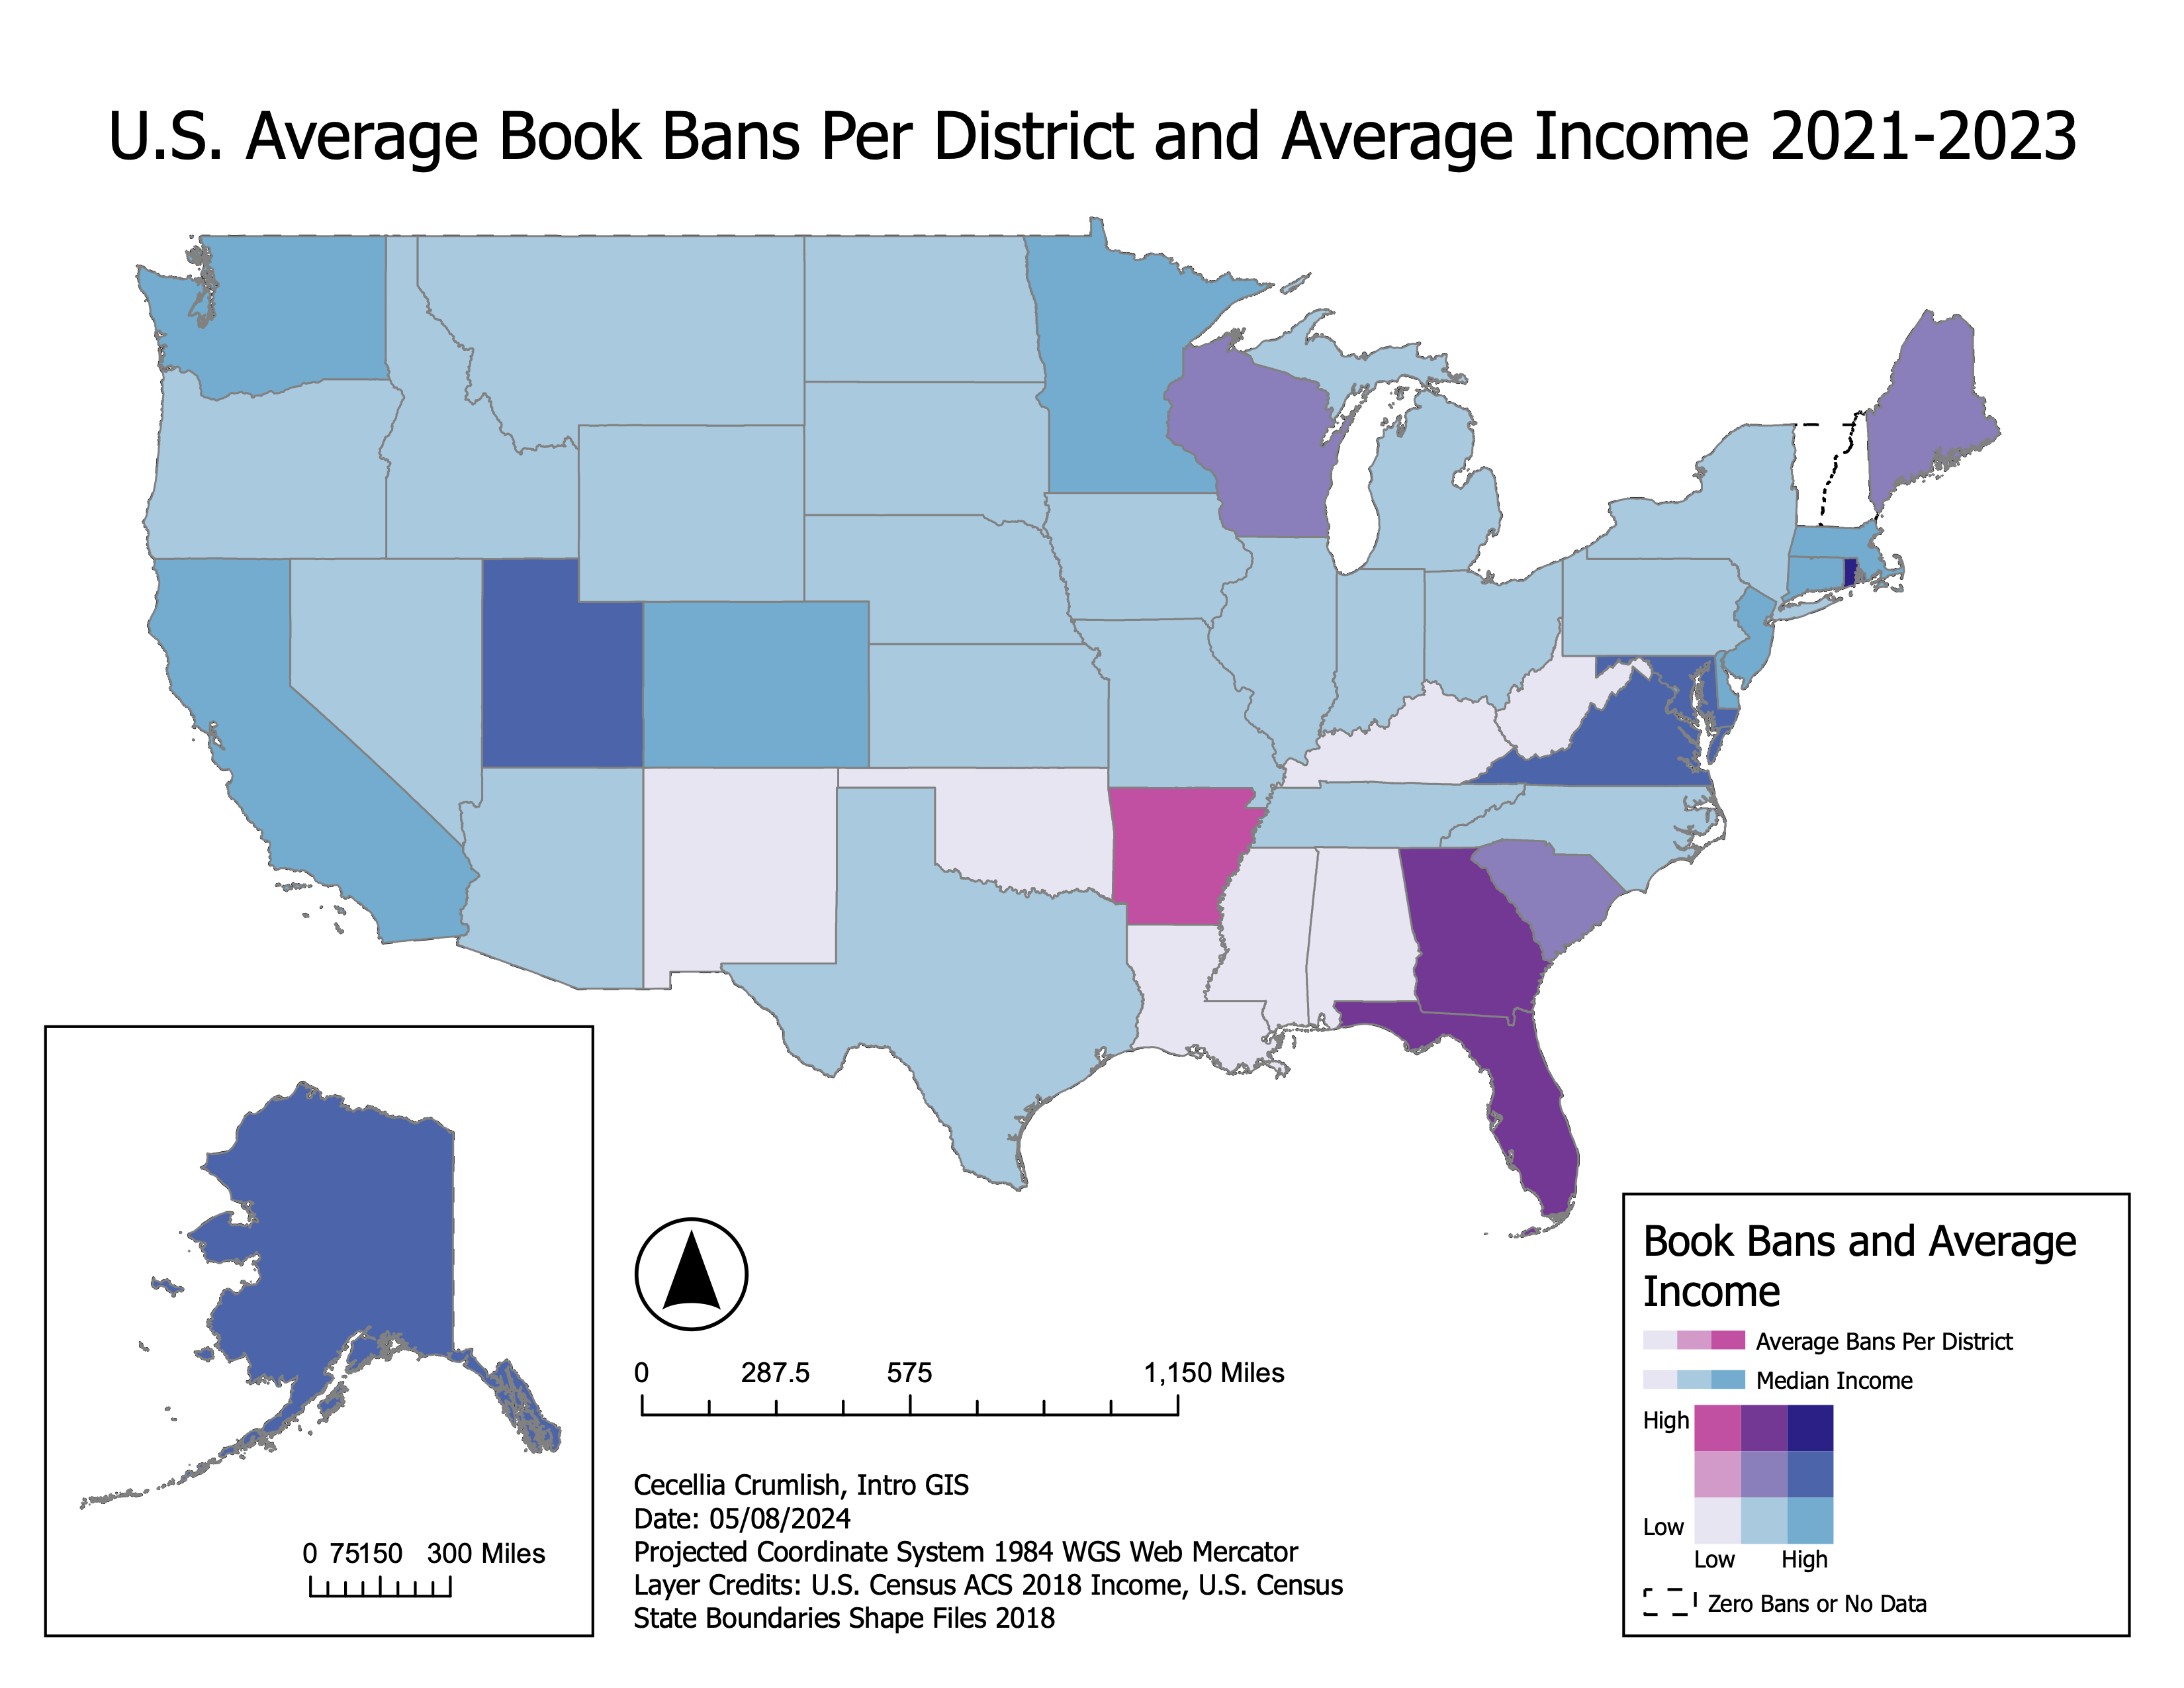 U.S. Average Book Bans Per District and Average Income 2021-2023
0 287.5 575 1,150 Miles
Cecellia Crumlish, Intro GIS
Date: 05/08/2024
Projected Coordinate System 1984 WGS Web Mercator
Layer Credits: U.S. Census ACS 2018 Income, U.S. Census
State Boundaries Shape Files 2018
0 75150 300 Miles
Book Bans and Average
Income
Average Bans Per District
Median Income
High
Low
Low High
Zero Bans or No Data